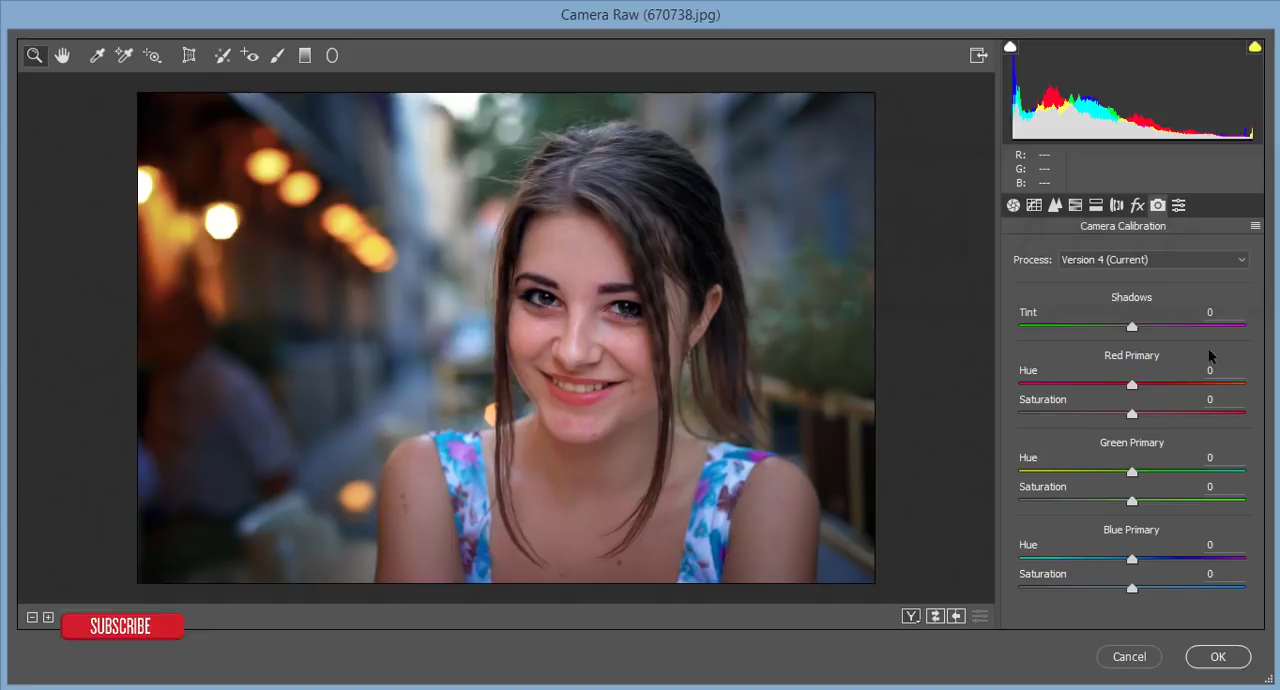 Camera Raw (670738.jpg)
R: ---
G: ---
B: ---
fx
Camera Calibration
Process: Version 4 (Current)
Shadows
Tint 0
Red Primary
Hue 0
Saturation 0
Green Primary
Hue 0
Saturation 0
Blue Primary
Hue 0
Saturation 0
Y
SUBSCRIBE
Cancel OK